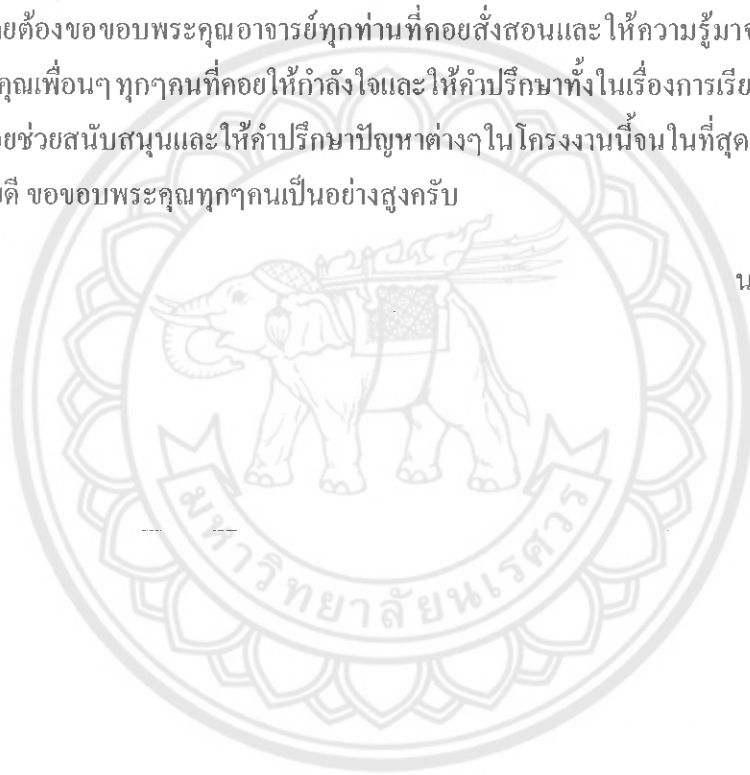 ยต้องขอขอบพระคุณอาจารย์ทุกท่านที่คอยสั่งสอนและให้ความรู้มาจ
คุณเพื่อนๆ ทุกๆคนที่คอยให้กำลังใจและให้คำปรึกษาทั้งในเรื่องการเรีย
ยช่วยสนับสนุนและให้คำปรึกษาปัญหาต่างๆในโครงงานนี้จนในที่สุด
ดี ขอขอบพระคุณทุกๆคนเป็นอย่างสูงครับ
น
มหาวิทยาลัยนเรศวร